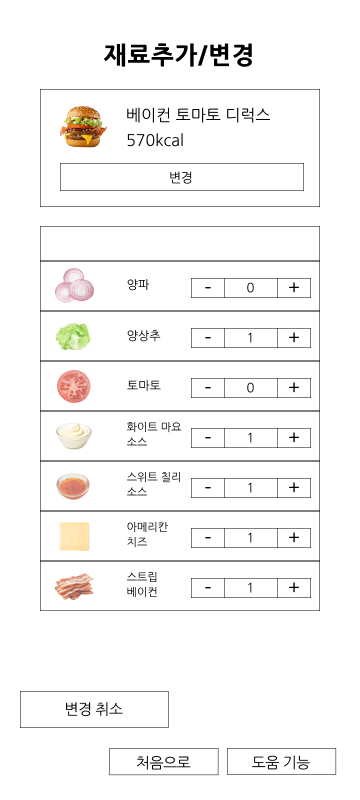 재료추가/변경
베이컨 토마토 디럭스
570kcal
변경
양파 - 0 +
양상추 - 1 +
토마토 - 0 +
화이트 마요
소스 - 1 +
스위트 칠리
소스 - 1 +
아메리칸
치즈 - 1 +
스트립
베이컨 - 1 +
변경 취소
처음으로 도움 기능